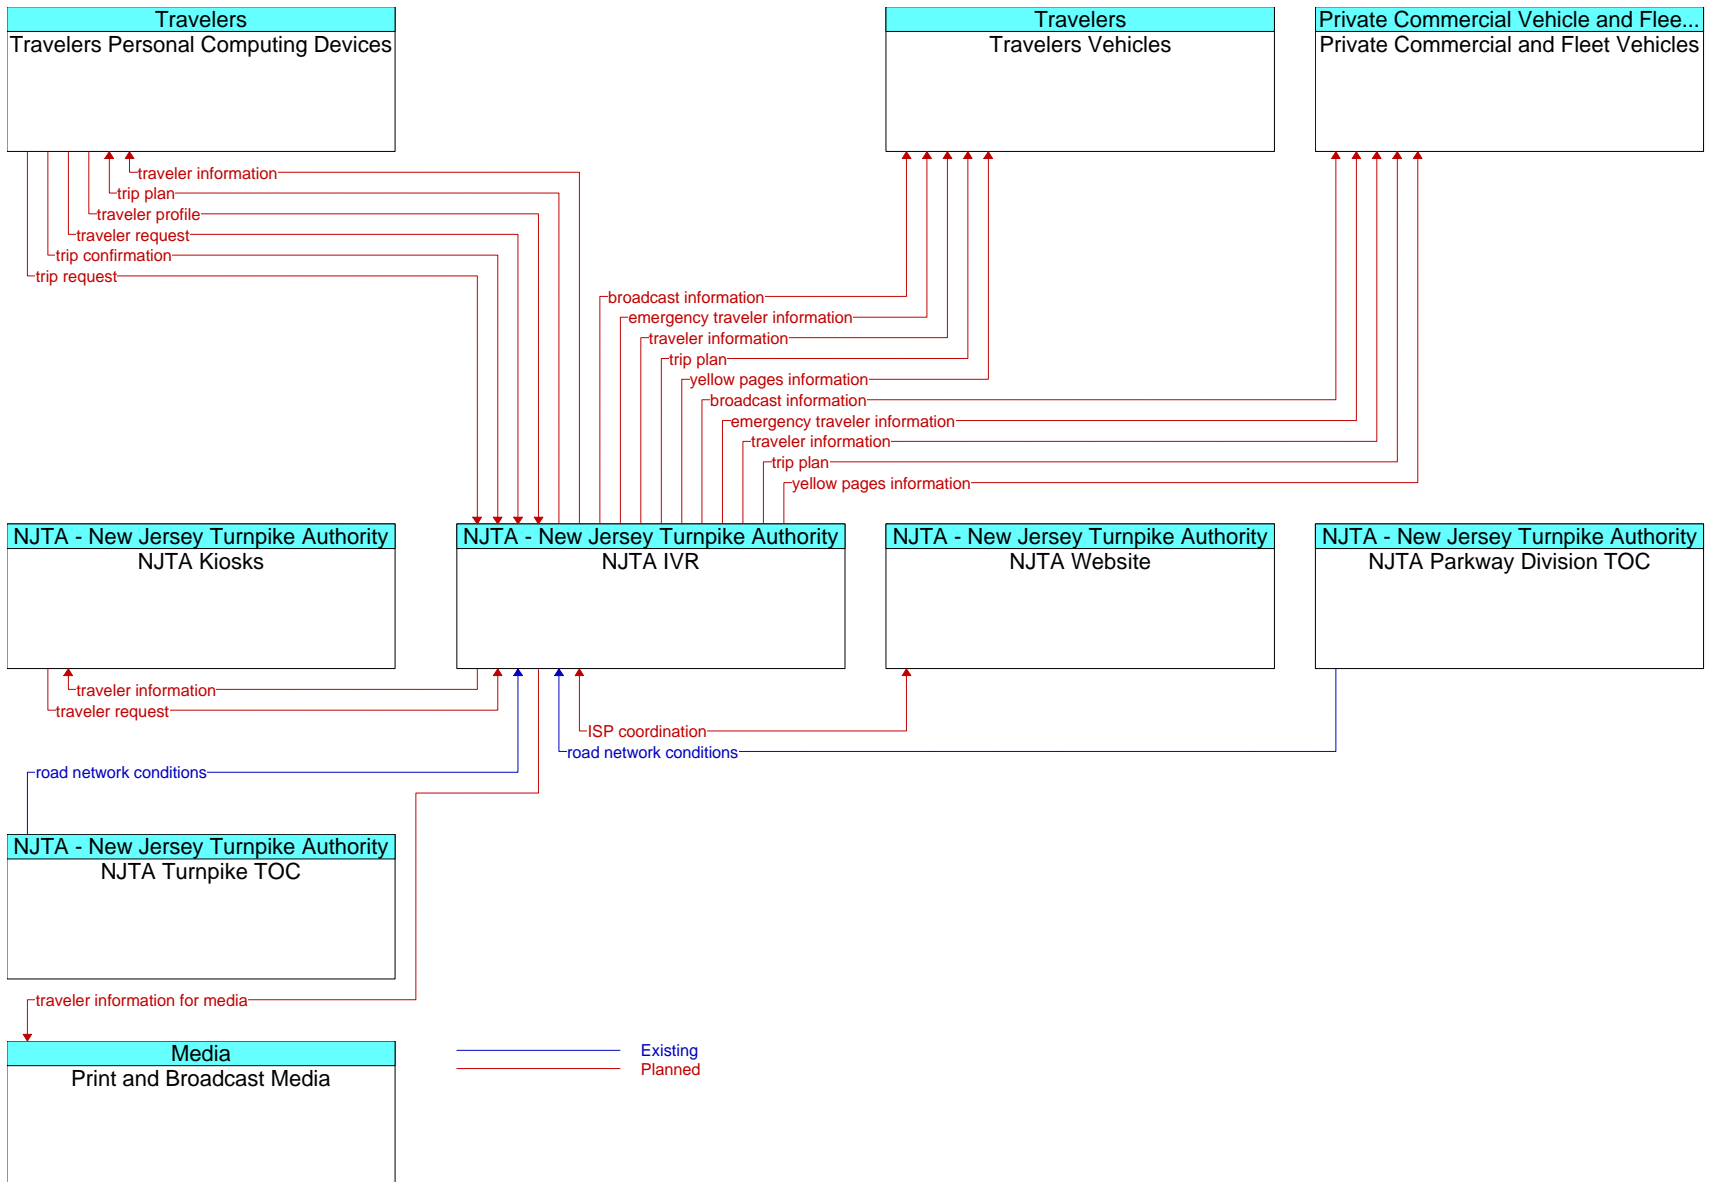 Travelers
Travelers Personal Computing Devices
Travelers
Travelers Vehicles
Private Commercial Vehicle and Flee...
Private Commercial and Fleet Vehicles
traveler information
trip plan
traveler profile
traveler request
trip confirmation
trip request
broadcast information
emergency traveler information
traveler information
trip plan
yellow pages information
broadcast information
emergency traveler information
traveler information
trip plan
yellow pages information
NJTA - New Jersey Turnpike Authority
NJTA Kiosks
NJTA - New Jersey Turnpike Authority
NJTA IVR
NJTA - New Jersey Turnpike Authority
NJTA Website
NJTA - New Jersey Turnpike Authority
NJTA Parkway Division TOC
traveler information
traveler request
ISP coordination
road network conditions
road network conditions
NJTA - New Jersey Turnpike Authority
NJTA Turnpike TOC
traveler information for media
Media
Print and Broadcast Media
Existing
Planned